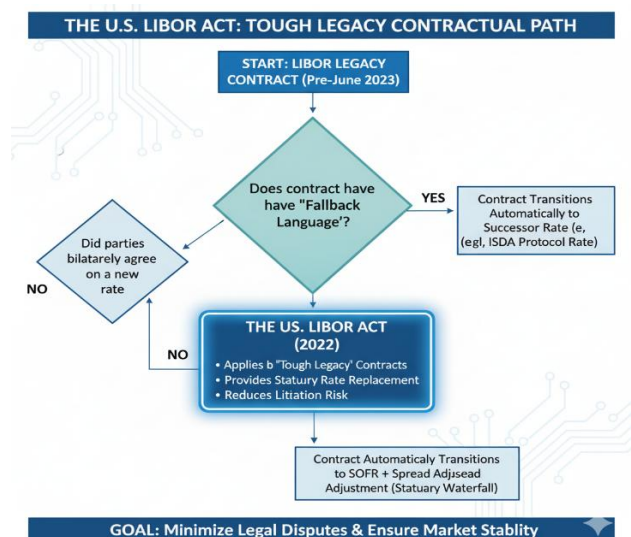 THE U.S. LIBOR ACT: TOUGH LEGACY CONTRACTUAL PATH
START: LIBOR LEGACY
CONTRACT (Pre-June 2023)
Does contract have
have "Fallback
Language'?
YES
Contract Transitions
Automatically to
Successor Rate (e,
(egl, ISDA Protocol Rate)
Did parties
bilatarely agree
on a new
rate
NO
THE US. LIBOR ACT
(2022)
• Applies b "Tough Legacy" Contracts
• Provides Statury Rate Replacement
• Reduces Litiation Risk
NO
Contract Automaticaly Transitions
to SOFR + Spread Adjusead
Adjustment (Statuary Waterfall)
GOAL: Minimize Legal Disputes & Ensure Market Stablity